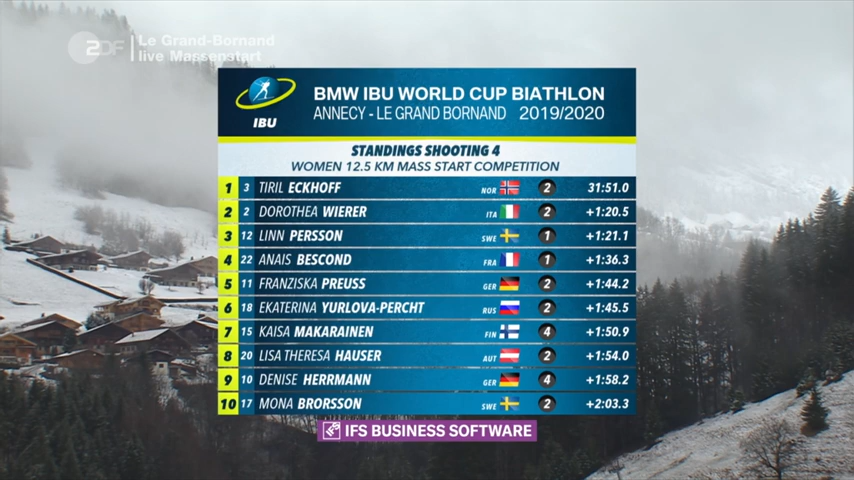 ZDF
Le Grand-Bornand
live Massenstart
IBU
BMW IBU WORLD CUP BIATHLON
ANNECY - LE GRAND BORNAND 2019/2020
STANDINGS SHOOTING 4
WOMEN 12.5 KM MASS START COMPETITION
1 3 TIRIL ECKHOFF NOR 2 31:51.0
2 2 DOROTHEA WIERER ITA 2 +1:20.5
3 12 LINN PERSSON SWE 1 +1:21.1
4 22 ANAIS BESCOND FRA 1 +1:36.3
5 11 FRANZISKA PREUSS GER 2 +1:44.2
6 18 EKATERINA YURLOVA-PERCHT RUS 2 +1:45.5
7 15 KAISA MAKARAINEN FIN 4 +1:50.9
8 20 LISA THERESA HAUSER AUT 2 +1:54.0
9 10 DENISE HERRMANN GER 4 +1:58.2
10 17 MONA BRORSSON SWE 2 +2:03.3
IFS BUSINESS SOFTWARE